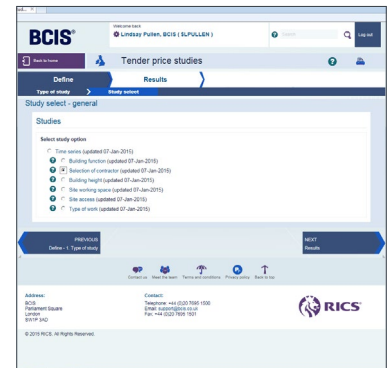 BCIS®
Welcome back
Lindsay Pullen, BCIS ( SLPULLEN )
Search
Log out
Back to home
Tender price studies
Define
Results
Type of study
Study select
Study select - general
Studies
Select study option
Time series (updated 07-Jan-2015)
Building function (updated 07-Jan-2015)
Selection of contractor (updated 07-Jan-2015)
Building height (updated 07-Jan-2015)
Site working space (updated 07-Jan-2015)
Site access (updated 07-Jan-2015)
Type of work (updated 07-Jan-2015)
PREVIOUS
Define - 1. Type of study
NEXT
Results
Contact us
Meet the team
Terms and conditions
Privacy policy
Back to top
Address:
BCIS
Parliament Square
London
SW1P 3AD
Contact:
Telephone: +44 (0)20 7695 1500
Email: support@bcis.co.uk
Fax: +44 (0)20 7695 1501
RICS®
© 2015 RICS. All Rights Reserved.